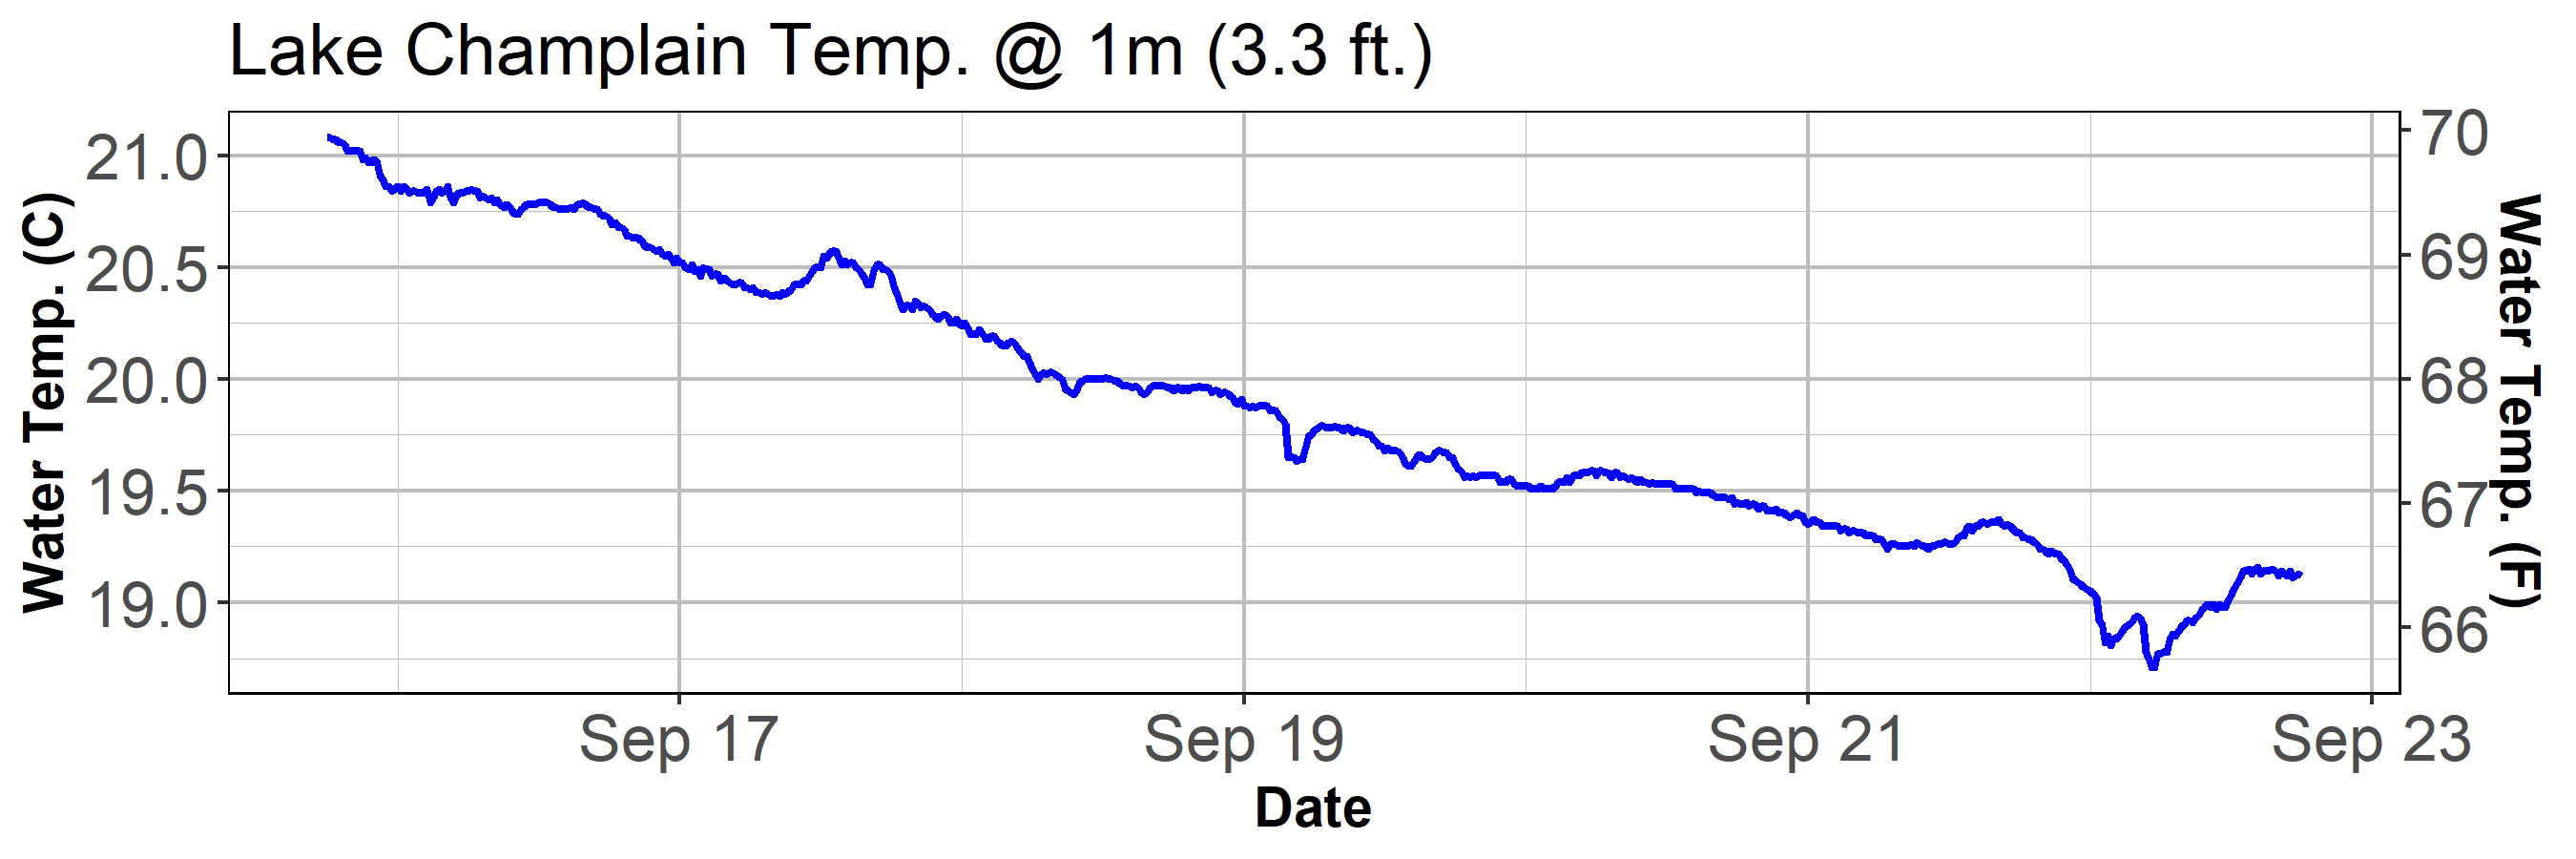 Lake Champlain Temp. @ 1m (3.3 ft.)
Water Temp. (C)
21.0
20.5
20.0
19.5
19.0
70
69
68
67
66
Water Temp. (F)
Sep 17
Sep 19
Sep 21
Sep 23
Date